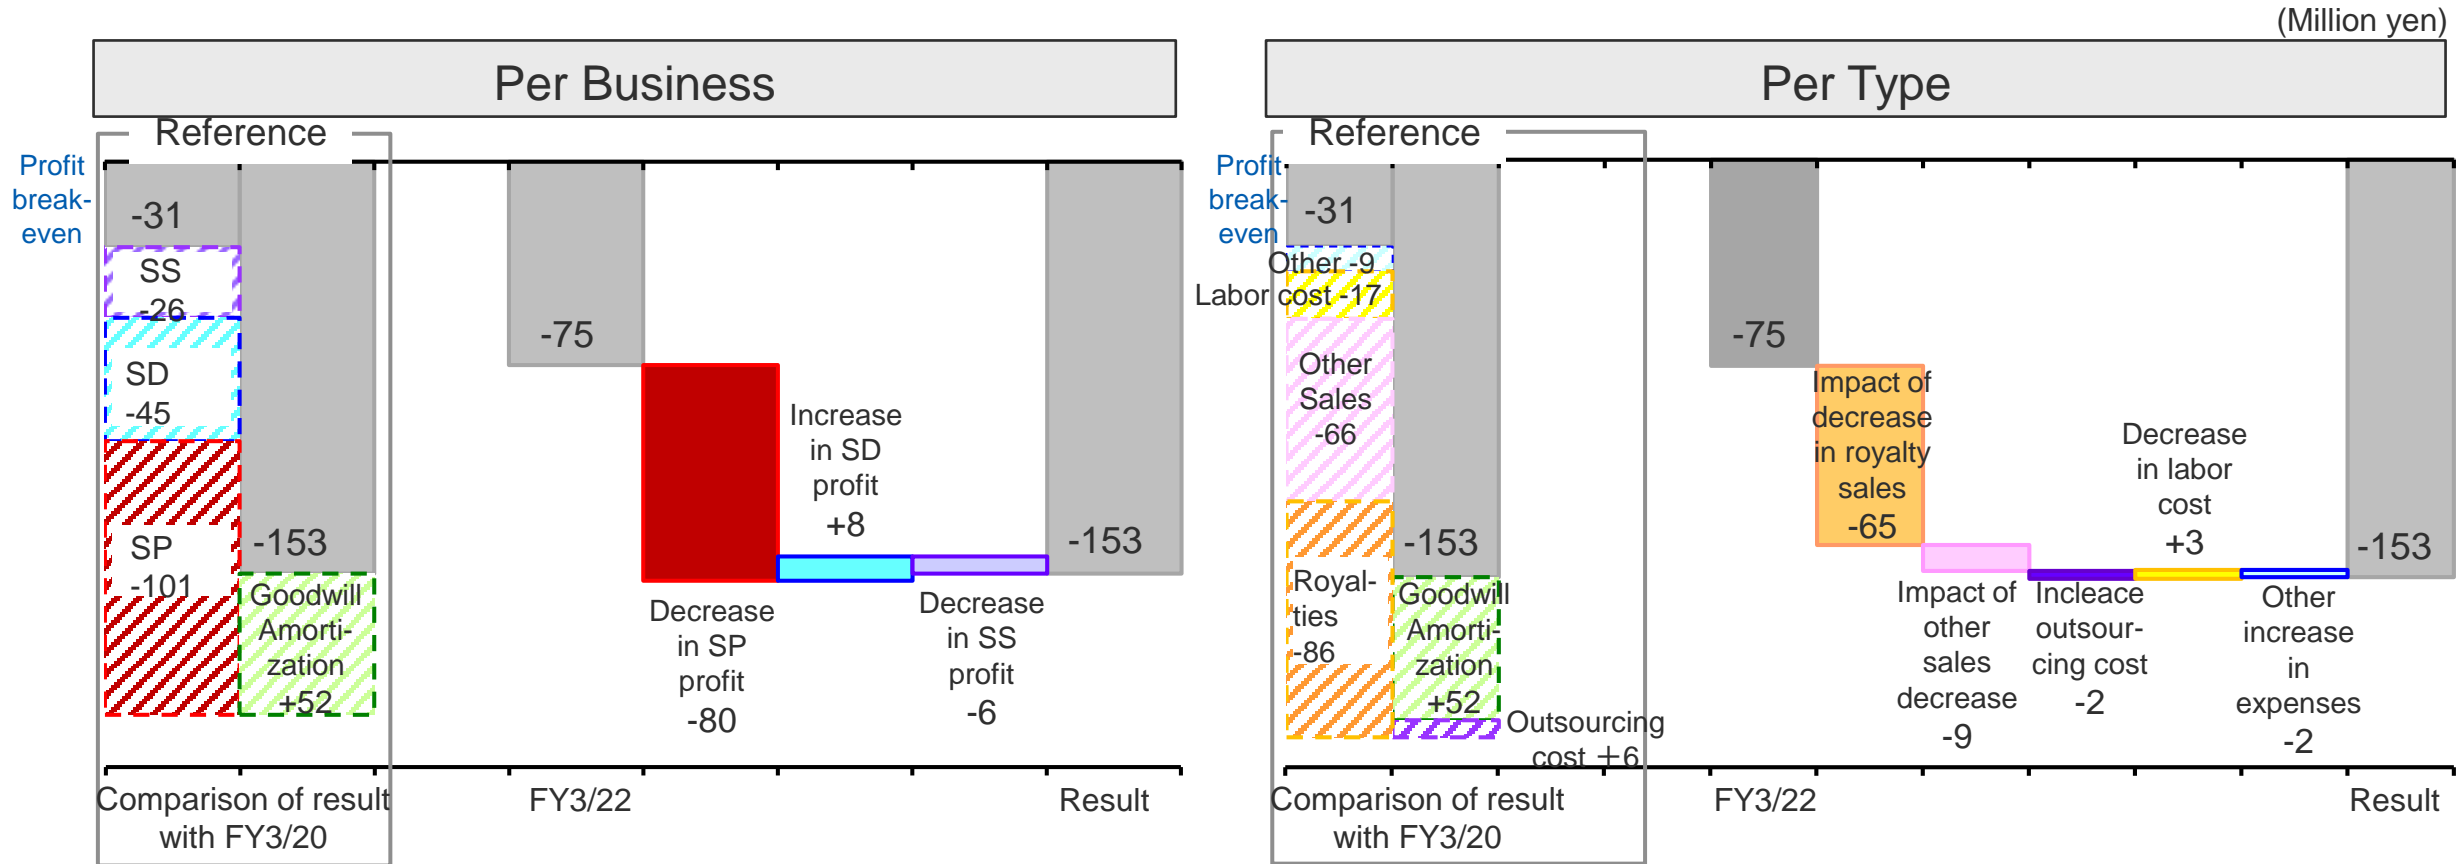 (Million yen)
Per Business
Reference
Profit
break-
even
-31
SS
-26
SD
-45
SP
-101
-153
Goodwill
Amorti-
zation
+52
-75
Decrease
in SP
profit
-80
Increase
in SD
profit
+8
Decrease
in SS
profit
-6
-153
Comparison of result
with FY3/20
FY3/22
Result
Per Type
Reference
Profit
break-
even
-31
Other -9
Labor cost -17
Other
Sales
-66
Royal-
ties
-86
-153
Goodwill
Amorti-
zation
+52
Outsourcing
cost +6
-75
Impact of
decrease
in royalty
sales
-65
Impact of
other
sales
decrease
-9
Incleace
outsour-
cing cost
-2
Decrease
in labor
cost
+3
Other
increase
in
expenses
-2
-153
Comparison of result
with FY3/20
FY3/22
Result